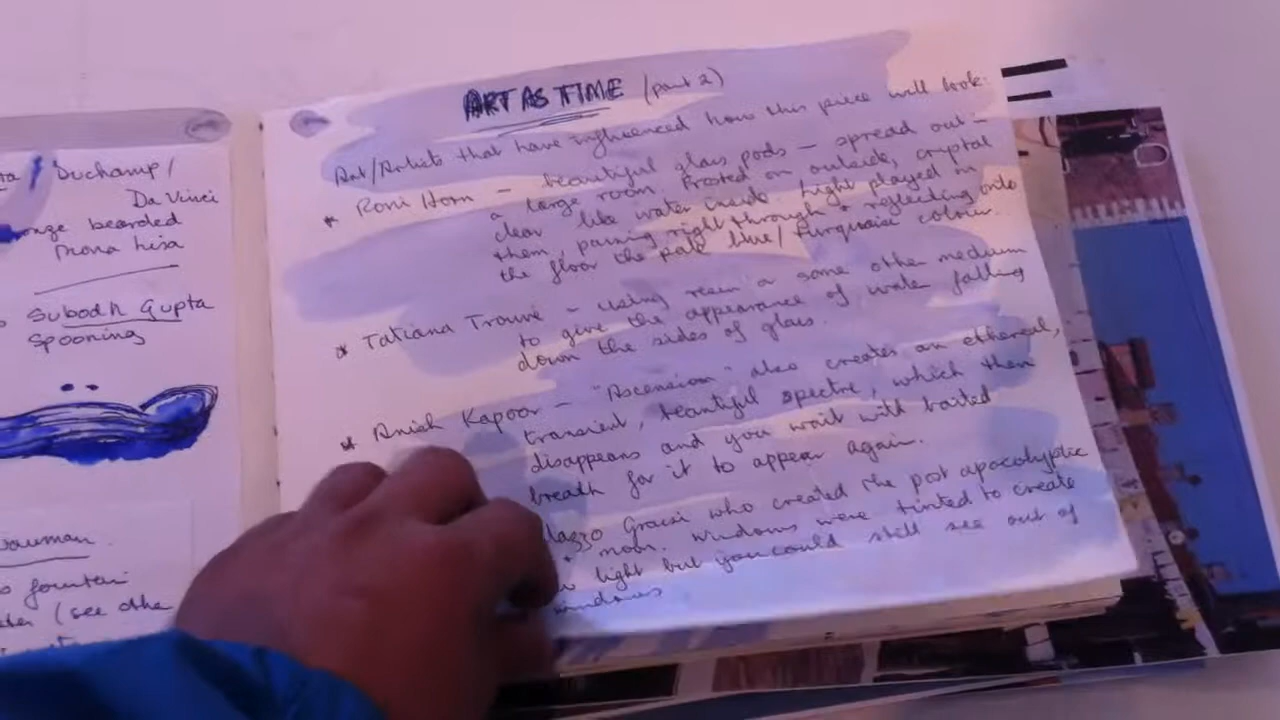 Duchamp/
Da Vinci
bearded
Mona Lisa
Subodh Gupta
Spooning
fountain
(see other
ART AS TIME (part 2)
Art/Artists that have influenced how this piece will look:
* Roni Horn - beautiful glass pods - spread out -
a large room. Frosted on outside, crystal
clear like water inside. Light played in
them, passing right through + reflecting onto
the floor the pale blue/turquoise colour.
* Tatiana Trouvé - using resin or some other medium
to give the appearance of water falling
down the sides of glass.
* Anish Kapoor - "Ascension" also creates an ethereal,
transient, beautiful spectre, which then
disappears and you wait with baited
breath for it to appear again.
Grassi who created the post apocalyptic
moon. Windows were tinted to create
light but you could still see out of
windows